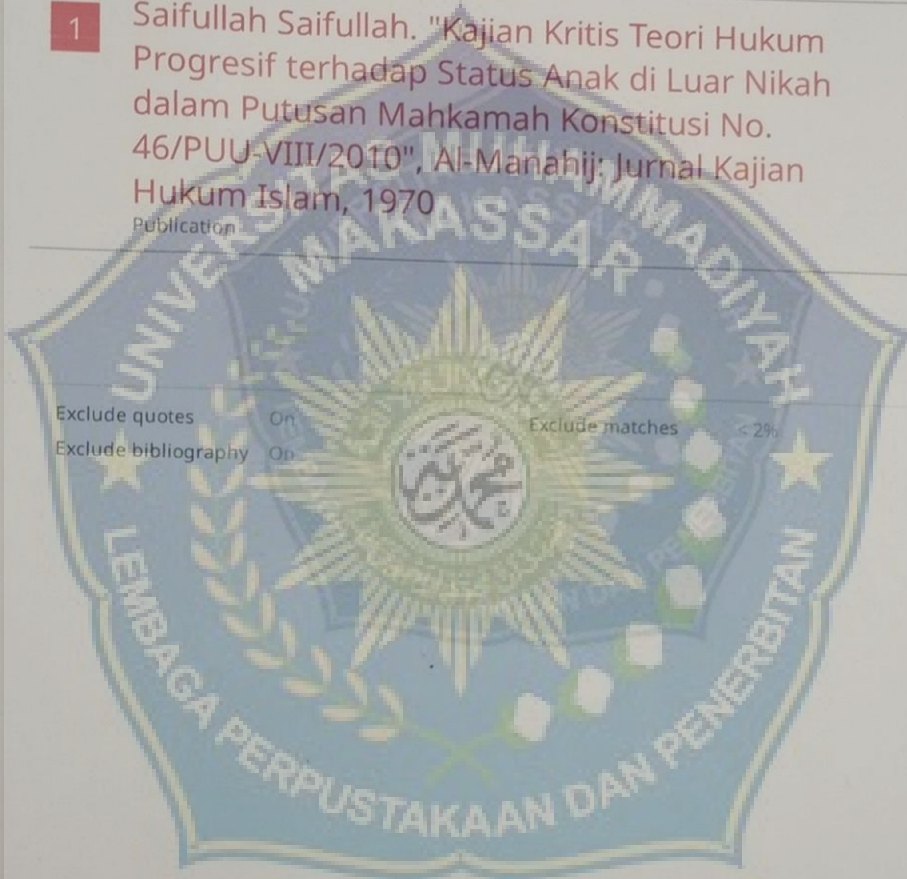 1
Saifullah Saifullah. "Kajian Kritis Teori Hukum
Progresif terhadap Status Anak di Luar Nikah
dalam Putusan Mahkamah Konstitusi No.
46/PUU-VIII/2010", Al-Manahij: Jurnal Kajian
Hukum Islam, 1970
Publication
UNIVERSITAS MUHAMMADIYAH
MAKASSAR
Exclude quotes On
Exclude matches < 2%
Exclude bibliography On
LEMBAGA PERPUSTAKAAN DAN PENERBITAN